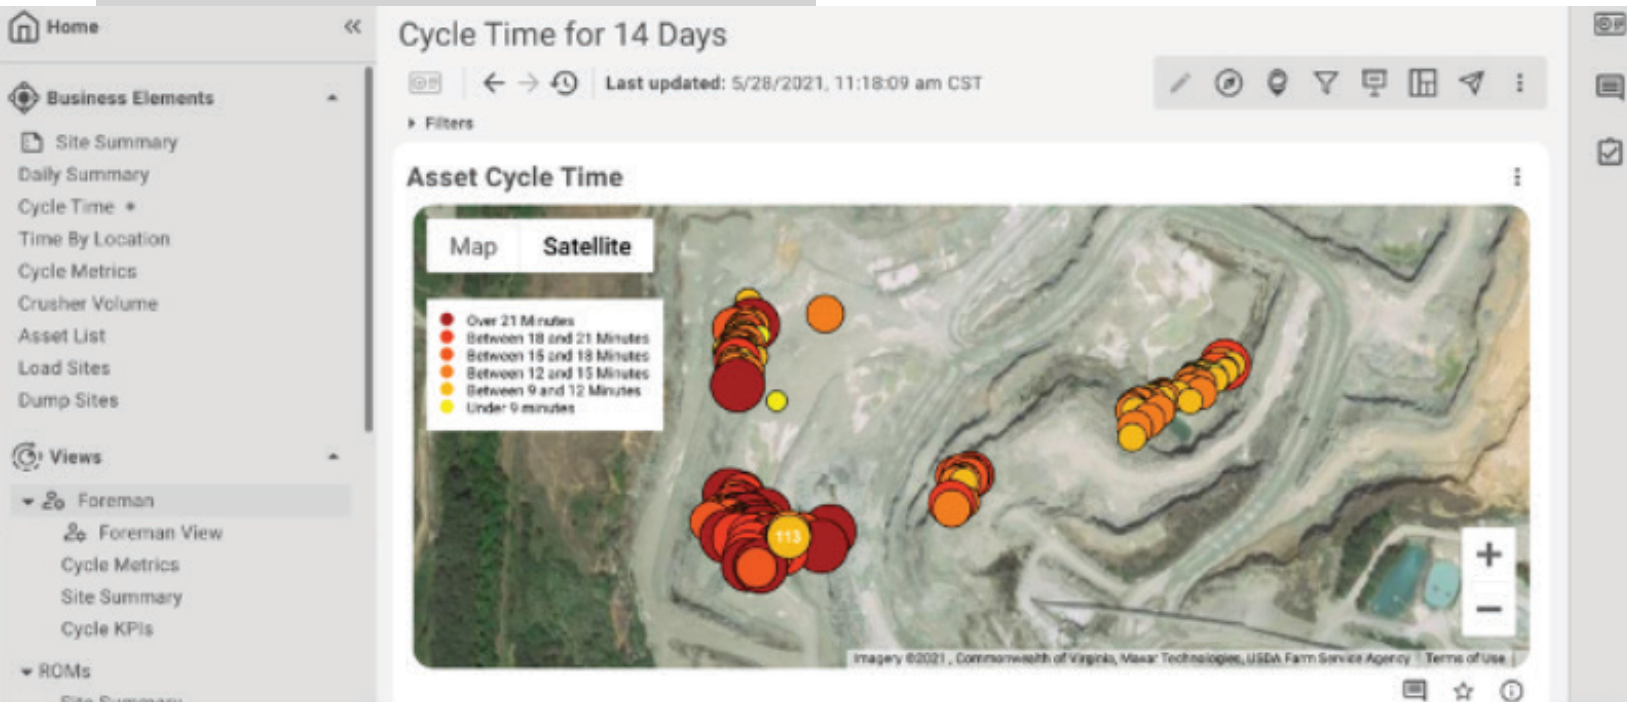 Home
Business Elements
Site Summary
Daily Summary
Cycle Time
Time By Location
Cycle Metrics
Crusher Volume
Asset List
Load Sites
Dump Sites
Views
Foreman
Foreman View
Cycle Metrics
Site Summary
Cycle KPIs
ROMs
Site Summary
Cycle Time for 14 Days
Last updated: 5/28/2021, 11:18:09 am CST
Filters
Asset Cycle Time
Map Satellite
Over 21 Minutes
Between 18 and 21 Minutes
Between 15 and 18 Minutes
Between 12 and 15 Minutes
Between 9 and 12 Minutes
Under 9 minutes
113
Imagery ©2021 , Commonwealth of Virginia, Maxar Technologies, USDA Farm Service Agency Terms of Use